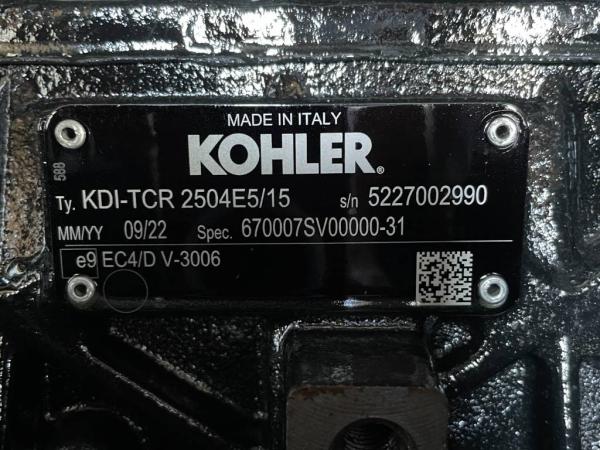 MADE IN ITALY
KOHLER®
Ty. KDI-TCR 2504E5/15 s/n 5227002990
MM/YY 09/22 Spec. 670007SV00000-31
e9 EC4/D V-3006
588